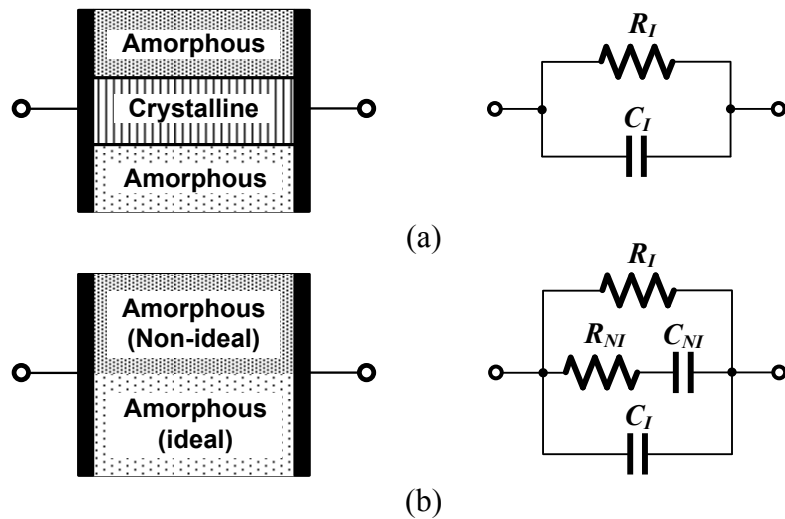 Amorphous
Crystalline
Amorphous
R_I
C_I
(a)
Amorphous
(Non-ideal)
Amorphous
(ideal)
R_I
R_NI C_NI
C_I
(b)